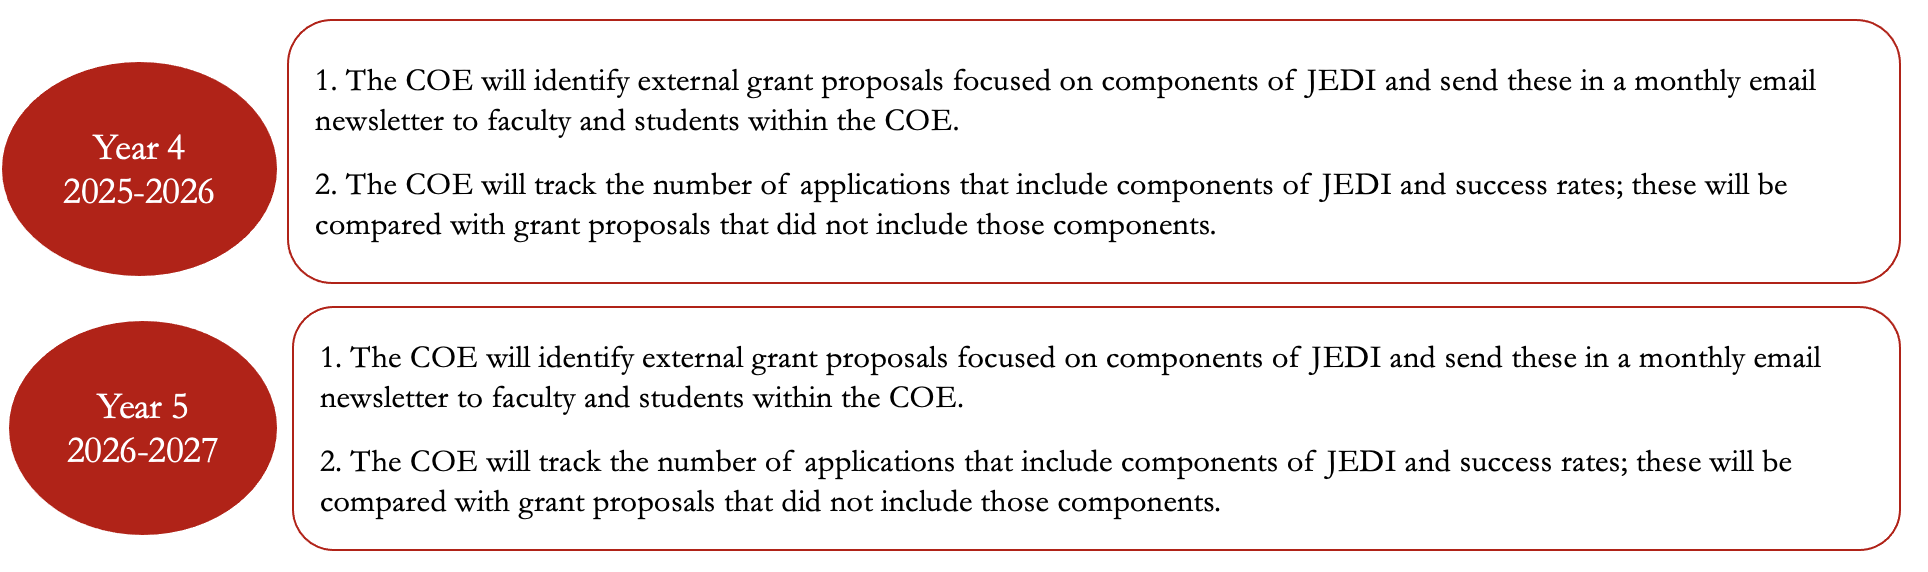 Year 4
2025-2026
1. The COE will identify external grant proposals focused on components of JEDI and send these in a monthly email
newsletter to faculty and students within the COE.
2. The COE will track the number of applications that include components of JEDI and success rates; these will be
compared with grant proposals that did not include those components.
Year 5
2026-2027
1. The COE will identify external grant proposals focused on components of JEDI and send these in a monthly email
newsletter to faculty and students within the COE.
2. The COE will track the number of applications that include components of JEDI and success rates; these will be
compared with grant proposals that did not include those components.